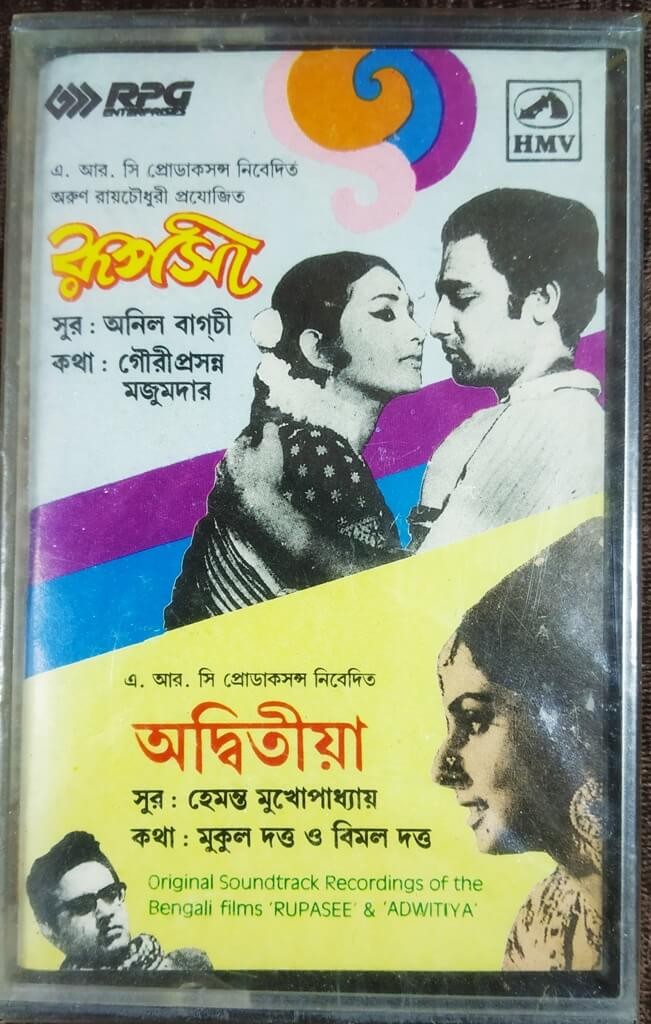 RPG
ENTERPRISES
HMV
এ. আর. সি প্রোডাকসন্স নিবেদিত
অরুণ রায়চৌধুরী প্রযোজিত
রূপসী
সুর : অনিল বাগ্‌চী
কথা : গৌরীপ্রসন্ন
মজুমদার
এ. আর. সি প্রোডাকসন্স নিবেদিত
অদ্বিতীয়া
সুর : হেমন্ত মুখোপাধ্যায়
কথা : মুকুল দত্ত ও বিমল দত্ত
Original Soundtrack Recordings of the
Bengali films 'RUPASEE' & 'ADWITIYA'